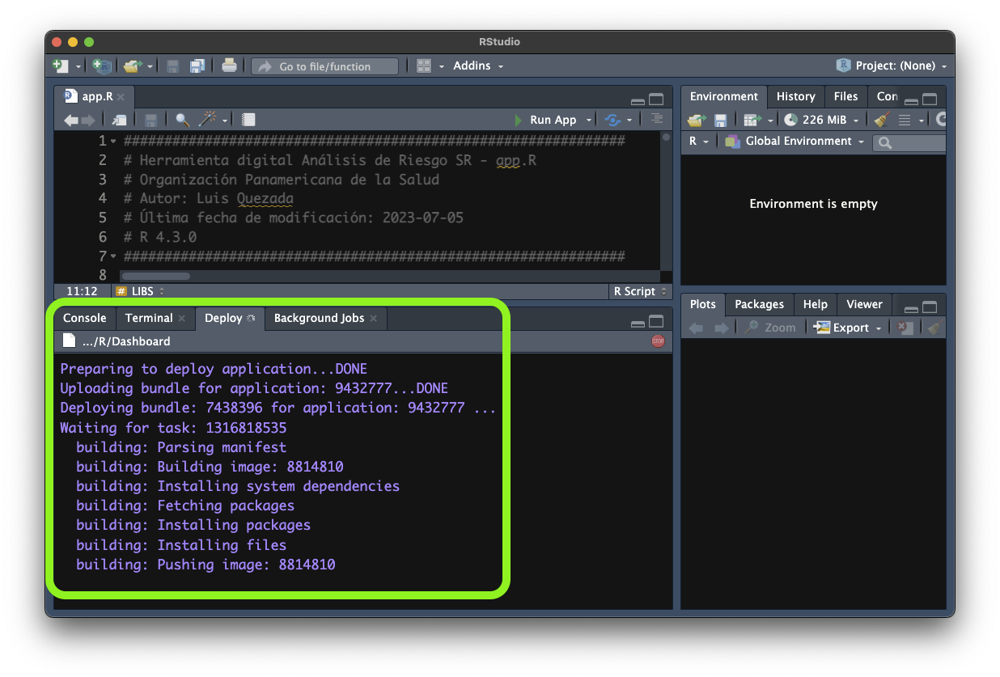 RStudio
Go to file/function
Addins
Project: (None)
app.R
Run App
1 ##############################################################
2 # Herramienta digital Análisis de Riesgo SR - app.R
3 # Organización Panamericana de la Salud
4 # Autor: Luis Quezada
5 # Última fecha de modificación: 2023-07-05
6 # R 4.3.0
7 ##############################################################
8
11:12 # LIBS R Script
Console Terminal Deploy Background Jobs
.../R/Dashboard STOP
Preparing to deploy application...DONE
Uploading bundle for application: 9432777...DONE
Deploying bundle: 7438396 for application: 9432777 ...
Waiting for task: 1316818535
building: Parsing manifest
building: Building image: 8814810
building: Installing system dependencies
building: Fetching packages
building: Installing packages
building: Installing files
building: Pushing image: 8814810
Environment History Files Con
226 MiB
R Global Environment
Environment is empty
Plots Packages Help Viewer
Zoom Export